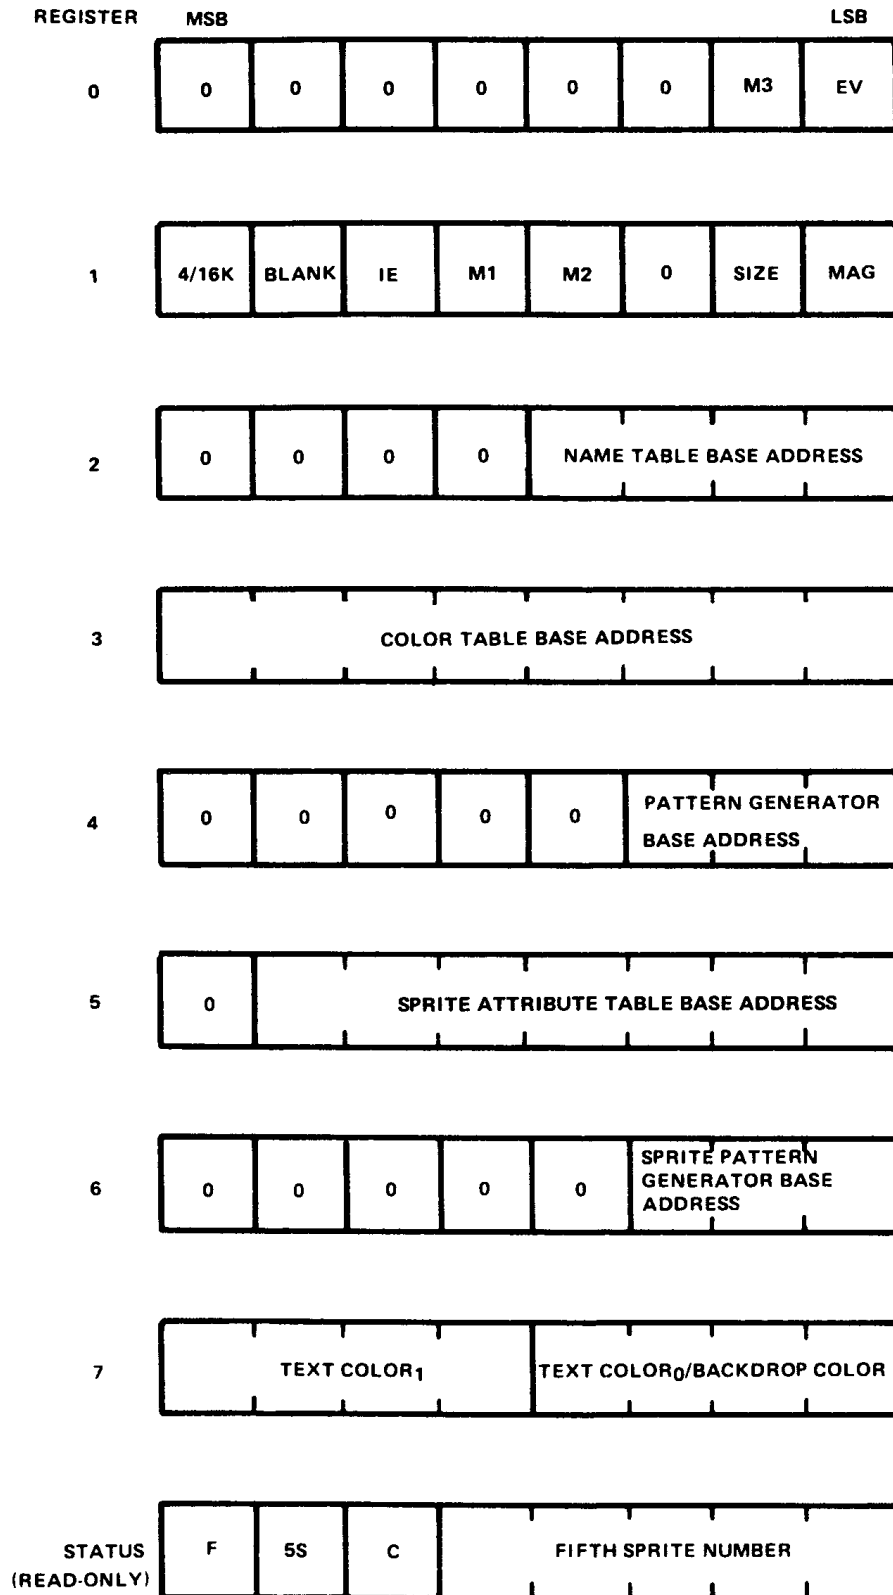 REGISTER MSB LSB
0 0 0 0 0 0 0 M3 EV
1 4/16K BLANK IE M1 M2 0 SIZE MAG
2 0 0 0 0 NAME TABLE BASE ADDRESS
3 COLOR TABLE BASE ADDRESS
4 0 0 0 0 0 PATTERN GENERATOR
BASE ADDRESS
5 0 SPRITE ATTRIBUTE TABLE BASE ADDRESS
6 0 0 0 0 0 SPRITE PATTERN
GENERATOR BASE
ADDRESS
7 TEXT COLOR1 TEXT COLOR0/BACKDROP COLOR
STATUS F 5S C FIFTH SPRITE NUMBER
(READ-ONLY)